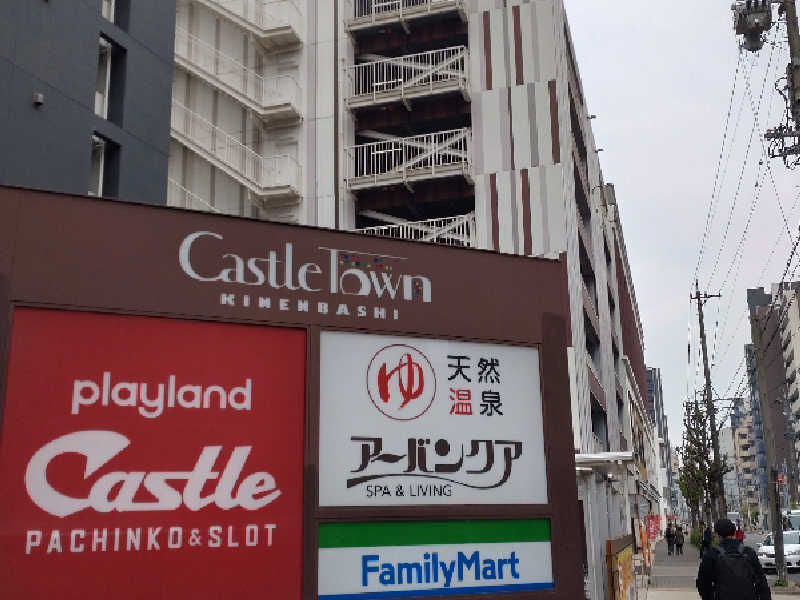 CastleTown
KINENBASHI
playland
Castle
PACHINKO&SLOT
ゆ
天然
温泉
アーバンクア
SPA & LIVING
FamilyMart